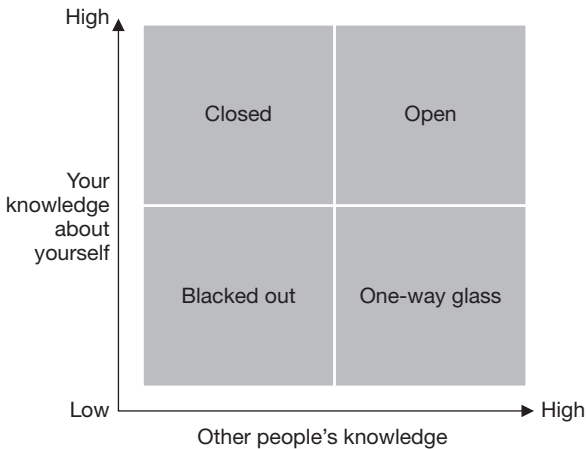 High
Closed
Open
Your
knowledge
about
yourself
Blacked out
One-way glass
Low
High
Other people’s knowledge